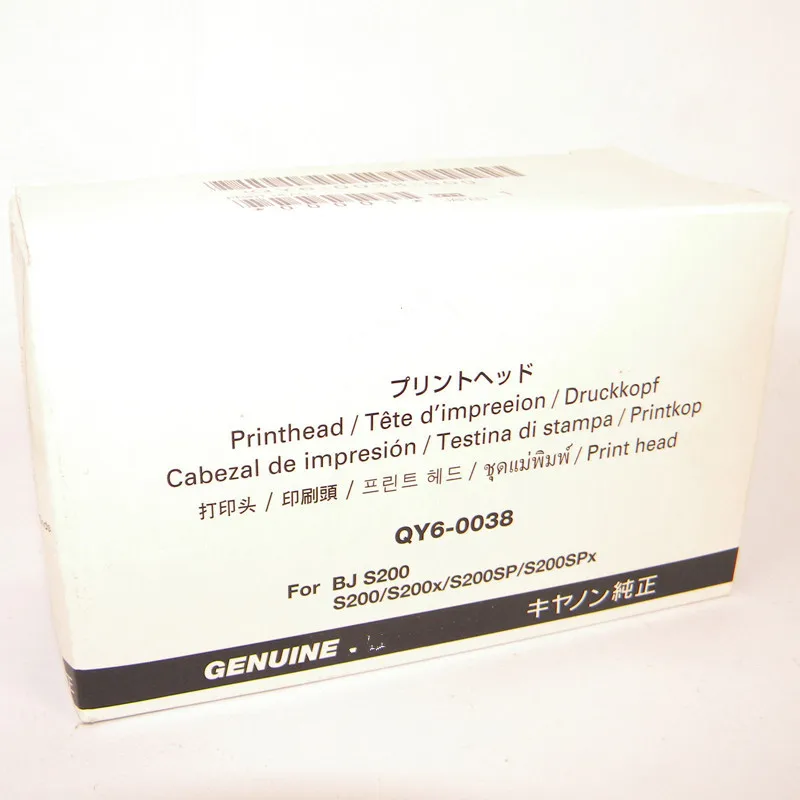 プリントヘッド
Printhead / Tête d'impreeion / Druckkopf
Cabezal de impresión / Testina di stampa / Printkop
打印头 / 印刷頭 / 프린트 헤드 / ชุดแม่พิมพ์ / Print head
QY6-0038
For BJ S200
S200/S200x/S200SP/S200SPx
キヤノン純正
GENUINE